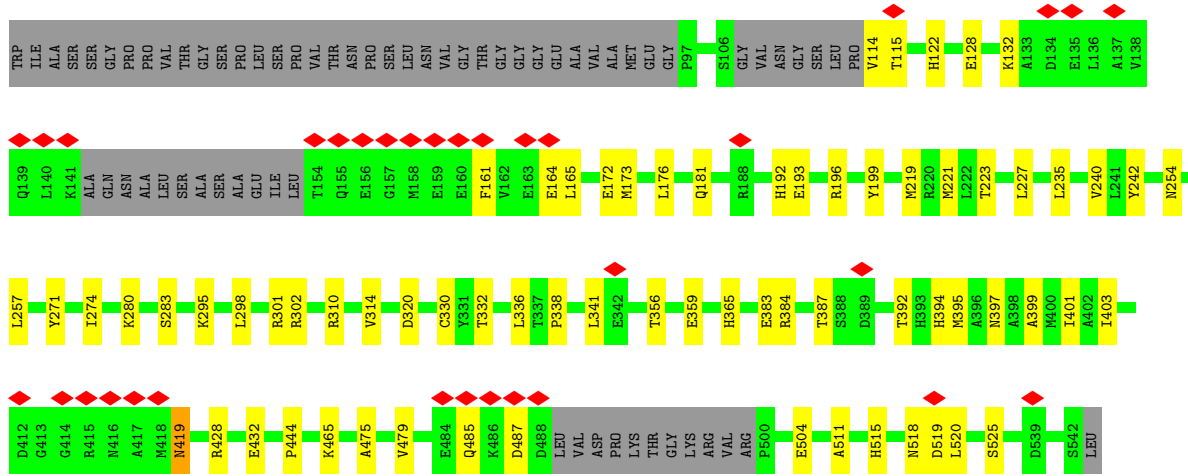 TRP ILE ALA SER SER GLY PRO PRO VAL THR GLY SER PRO LEU SER PRO VAL THR ASN PRO SER LEU ASN VAL GLY THR GLY GLY GLY GLU ALA VAL ALA MET GLU GLY P97 S106 GLY VAL ASN GLY SER LEU PRO V114 T115 H122 E128 K132 A133 D134 E135 L136 A137 V138
Q139 L140 K141 ALA GLN ASN ALA LEU SER ALA SER ALA GLU ILE LEU T154 Q155 E156 G157 M158 E159 E160 F161 V162 E163 E164 L165 E172 M173 L176 Q181 R188 H192 E193 R196 Y199 M219 R220 M221 L222 T223 L227 L235 V240 L241 Y242 N254
L257 Y271 I274 K280 S283 K295 L298 R301 R302 R310 V314 D320 C330 Y331 T332 L336 T337 P338 L341 E342 T356 E359 H365 E383 R384 T387 S388 D389 T392 H393 H394 M395 A396 N397 A398 A399 M400 I401 A402 I403
D412 G413 G414 R415 N416 A417 M418 N419 R428 E432 P444 K465 A475 V479 E484 Q485 K486 D487 D488 LEU VAL ASP PRO LYS THR GLY LYS ARG VAL ARG P500 E504 A511 H515 N518 D519 L520 S525 D539 S542 LEU